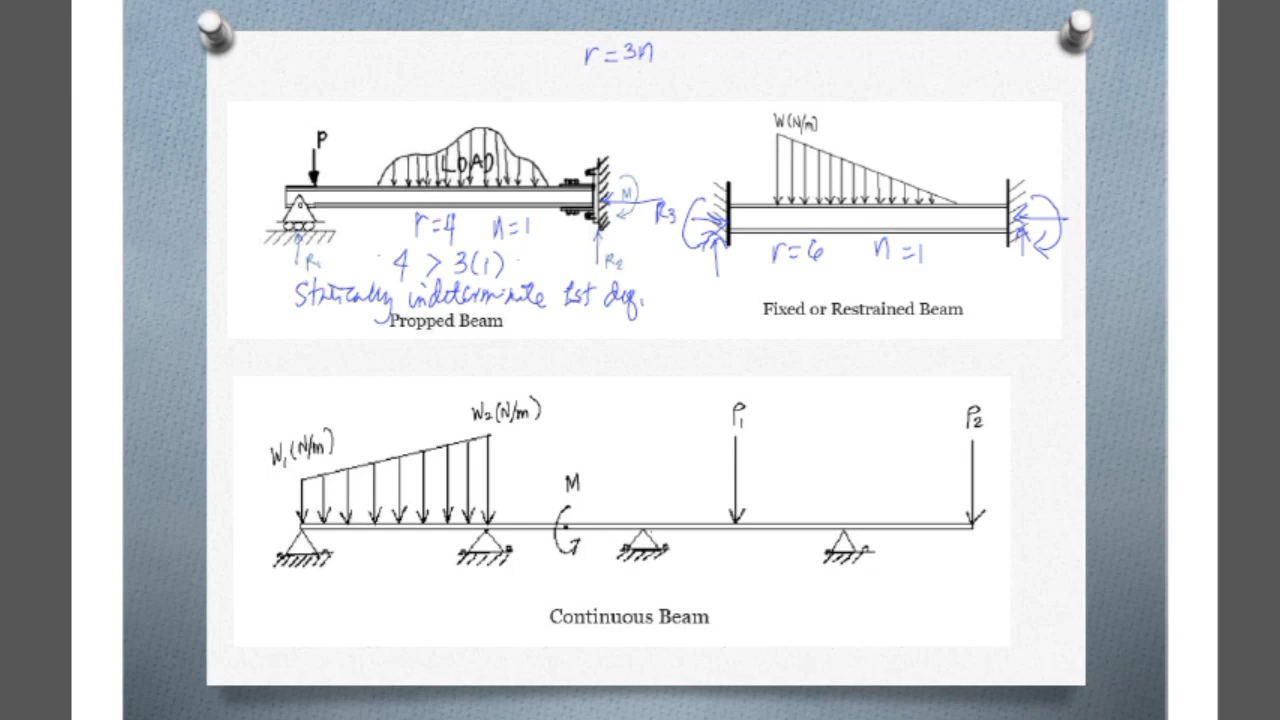 r = 3n
P
LOAD
M
R3
R1
R2
r=4 n=1
4 > 3(1)
Statically indeterminate 1st deg.
Propped Beam
W(N/m)
r=6 n=1
Fixed or Restrained Beam
W1(N/m)
W2(N/m)
M
P1
P2
Continuous Beam